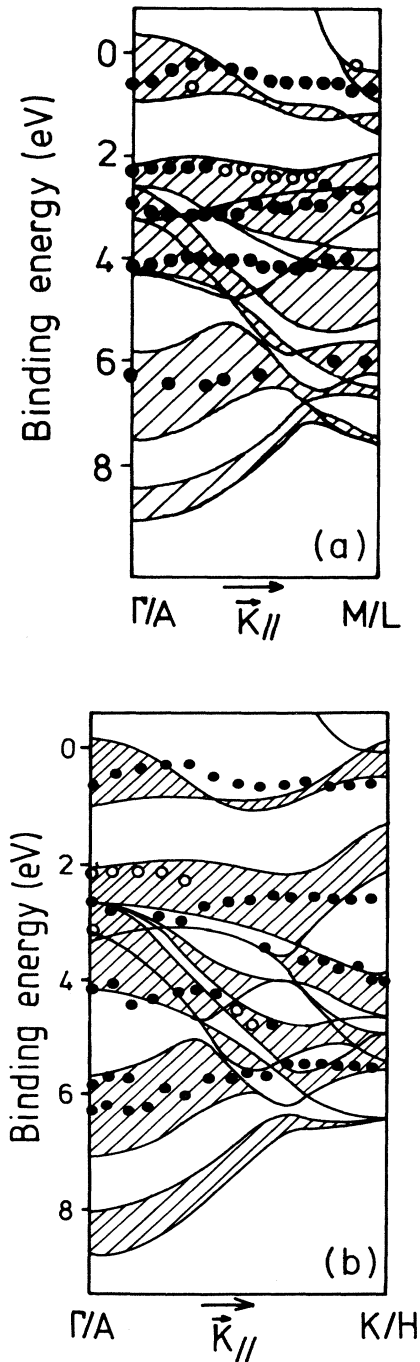 Binding energy (eV)
0
2
4
6
8
(a)
Γ/A
K⃗//
M/L
Binding energy (eV)
0
2
4
6
8
(b)
Γ/A
K⃗//
K/H